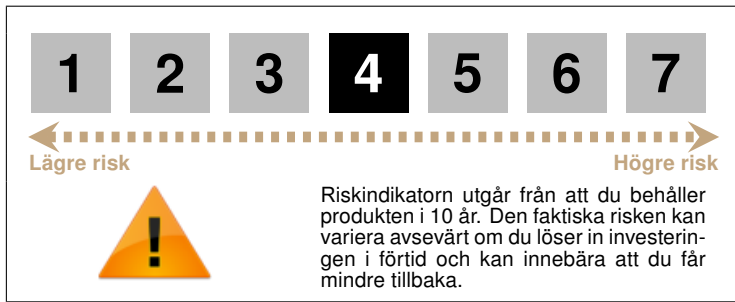 1 2 3 4 5 6 7
Lägre risk Högre risk
!
Riskindikatorn utgår från att du behåller
produkten i 10 år. Den faktiska risken kan
variera avsevärt om du löser in investerin-
gen i förtid och kan innebära att du får
mindre tillbaka.